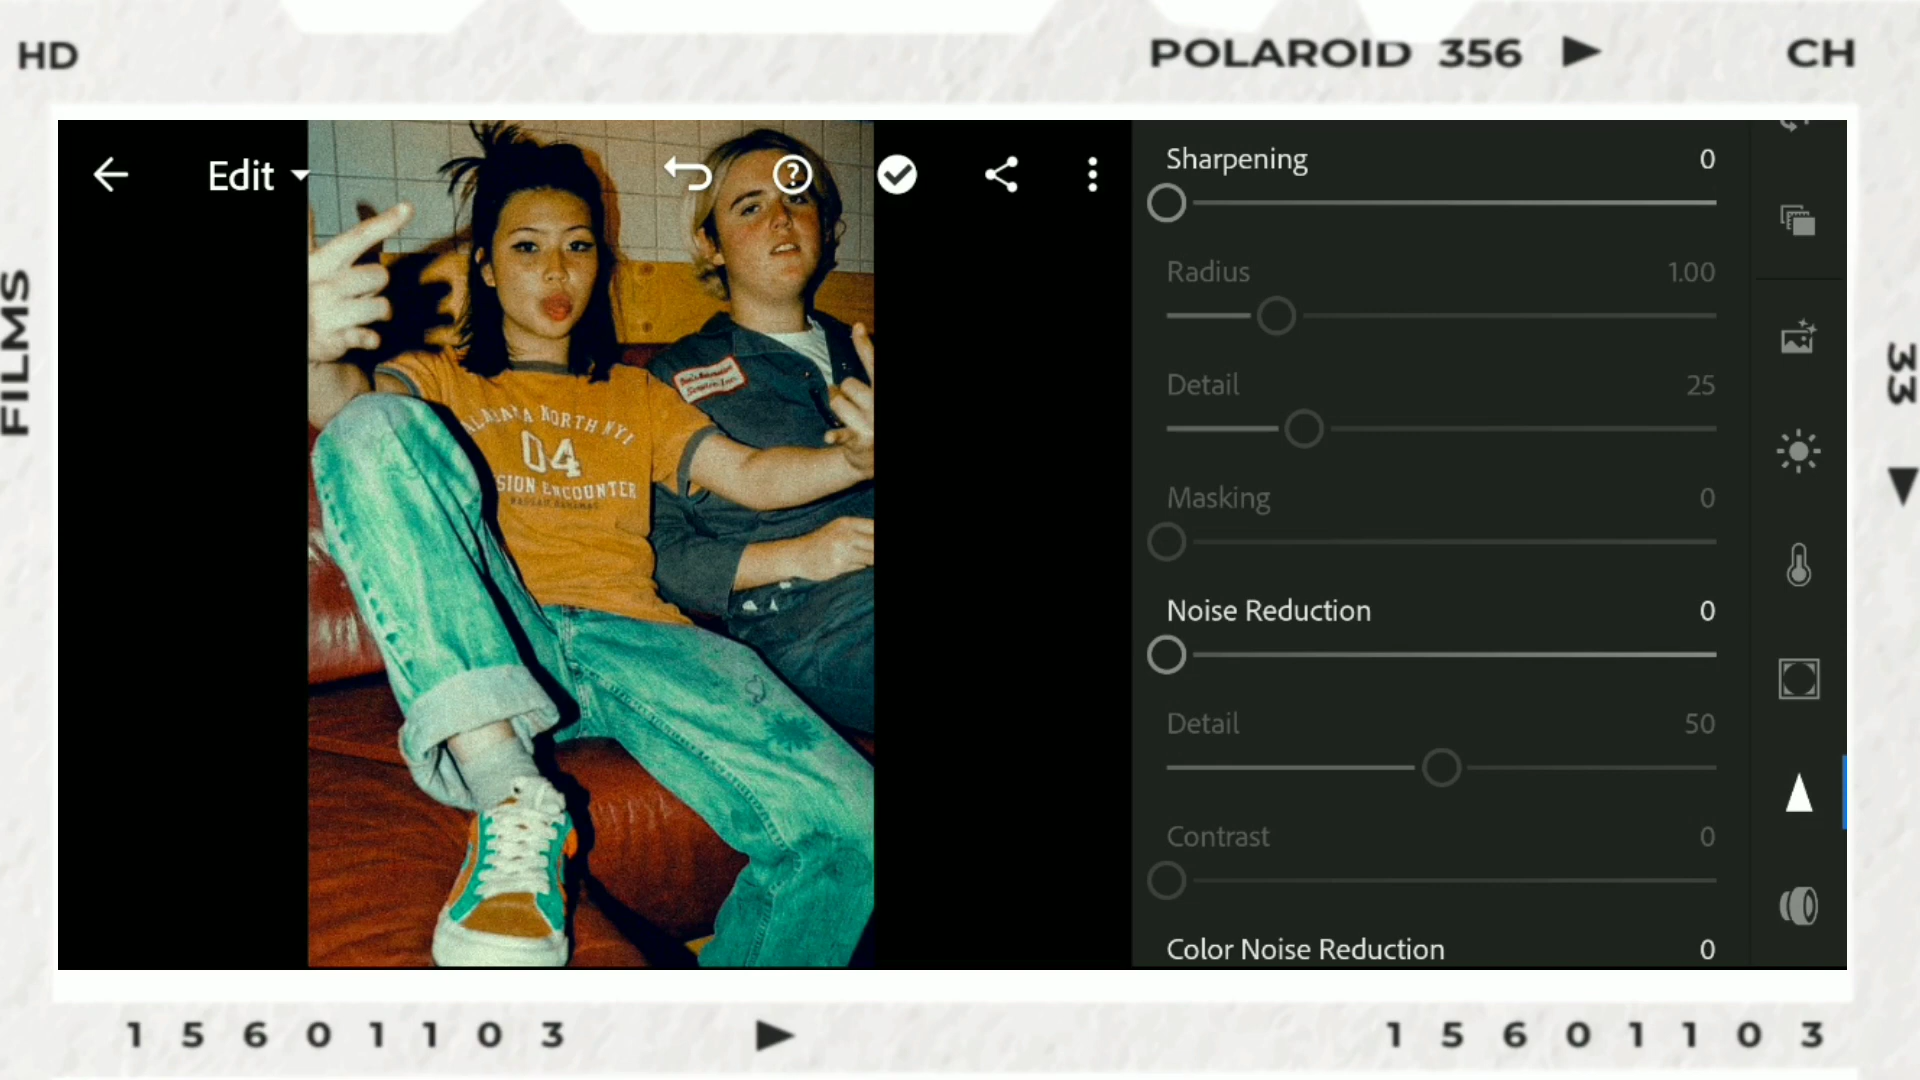 HD
POLAROID 356
CH
FILMS
33
Edit
04
Sharpening 0
Radius 1.00
Detail 25
Masking 0
Noise Reduction 0
Detail 50
Contrast 0
Color Noise Reduction 0
NORTH NYI
ENCOUNTER
1 5 6 0 1 1 0 3
1 5 6 0 1 1 0 3